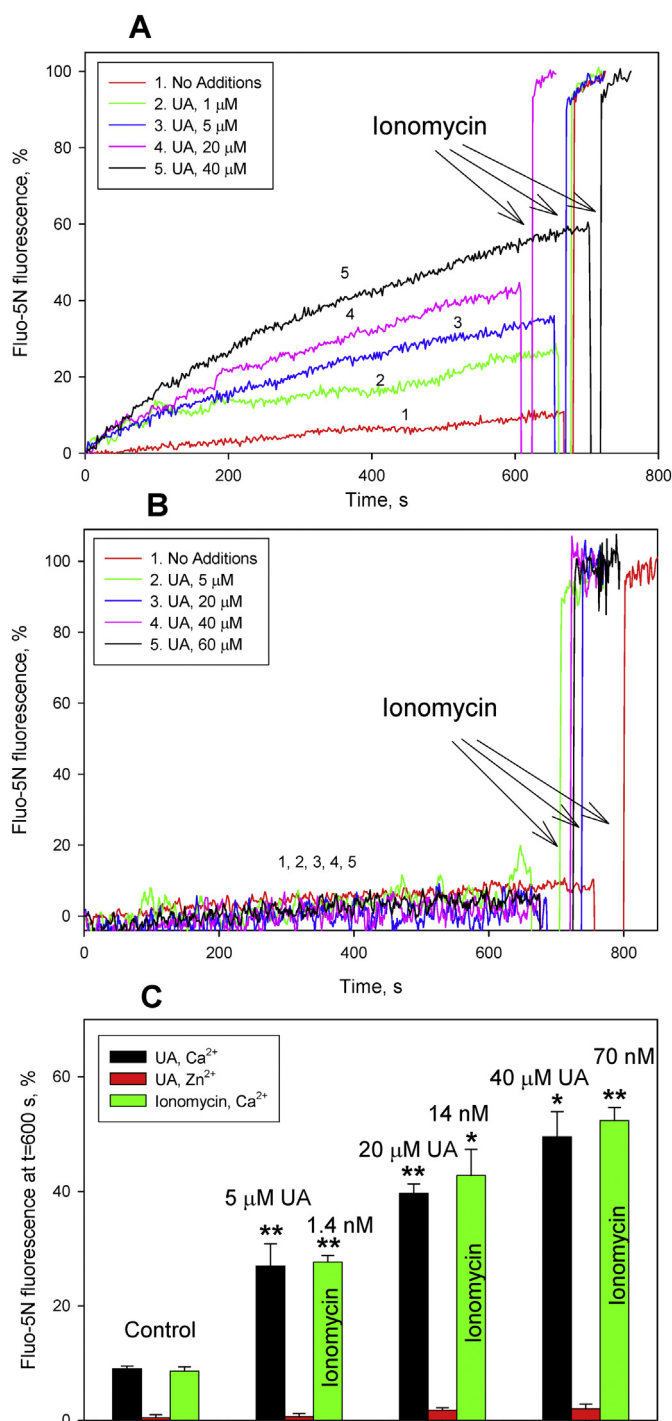 A
Fluo-5N fluorescence, %
100
80
60
40
20
0
1. No Additions
2. UA, 1 μM
3. UA, 5 μM
4. UA, 20 μM
5. UA, 40 μM
Ionomycin
5
4
3
2
1
0 200 400 600 800
Time, s
B
Fluo-5N fluorescence, %
100
80
60
40
20
0
1. No Additions
2. UA, 5 μM
3. UA, 20 μM
4. UA, 40 μM
5. UA, 60 μM
Ionomycin
1, 2, 3, 4, 5
0 200 400 600 800
Time, s
C
Fluo-5N fluorescence at t=600 s, %
60
40
20
0
UA, Ca²⁺
UA, Zn²⁺
Ionomycin, Ca²⁺
Control
5 μM UA
**
1.4 nM
**
Ionomycin
20 μM UA
**
14 nM
*
Ionomycin
40 μM UA
*
70 nM
**
Ionomycin